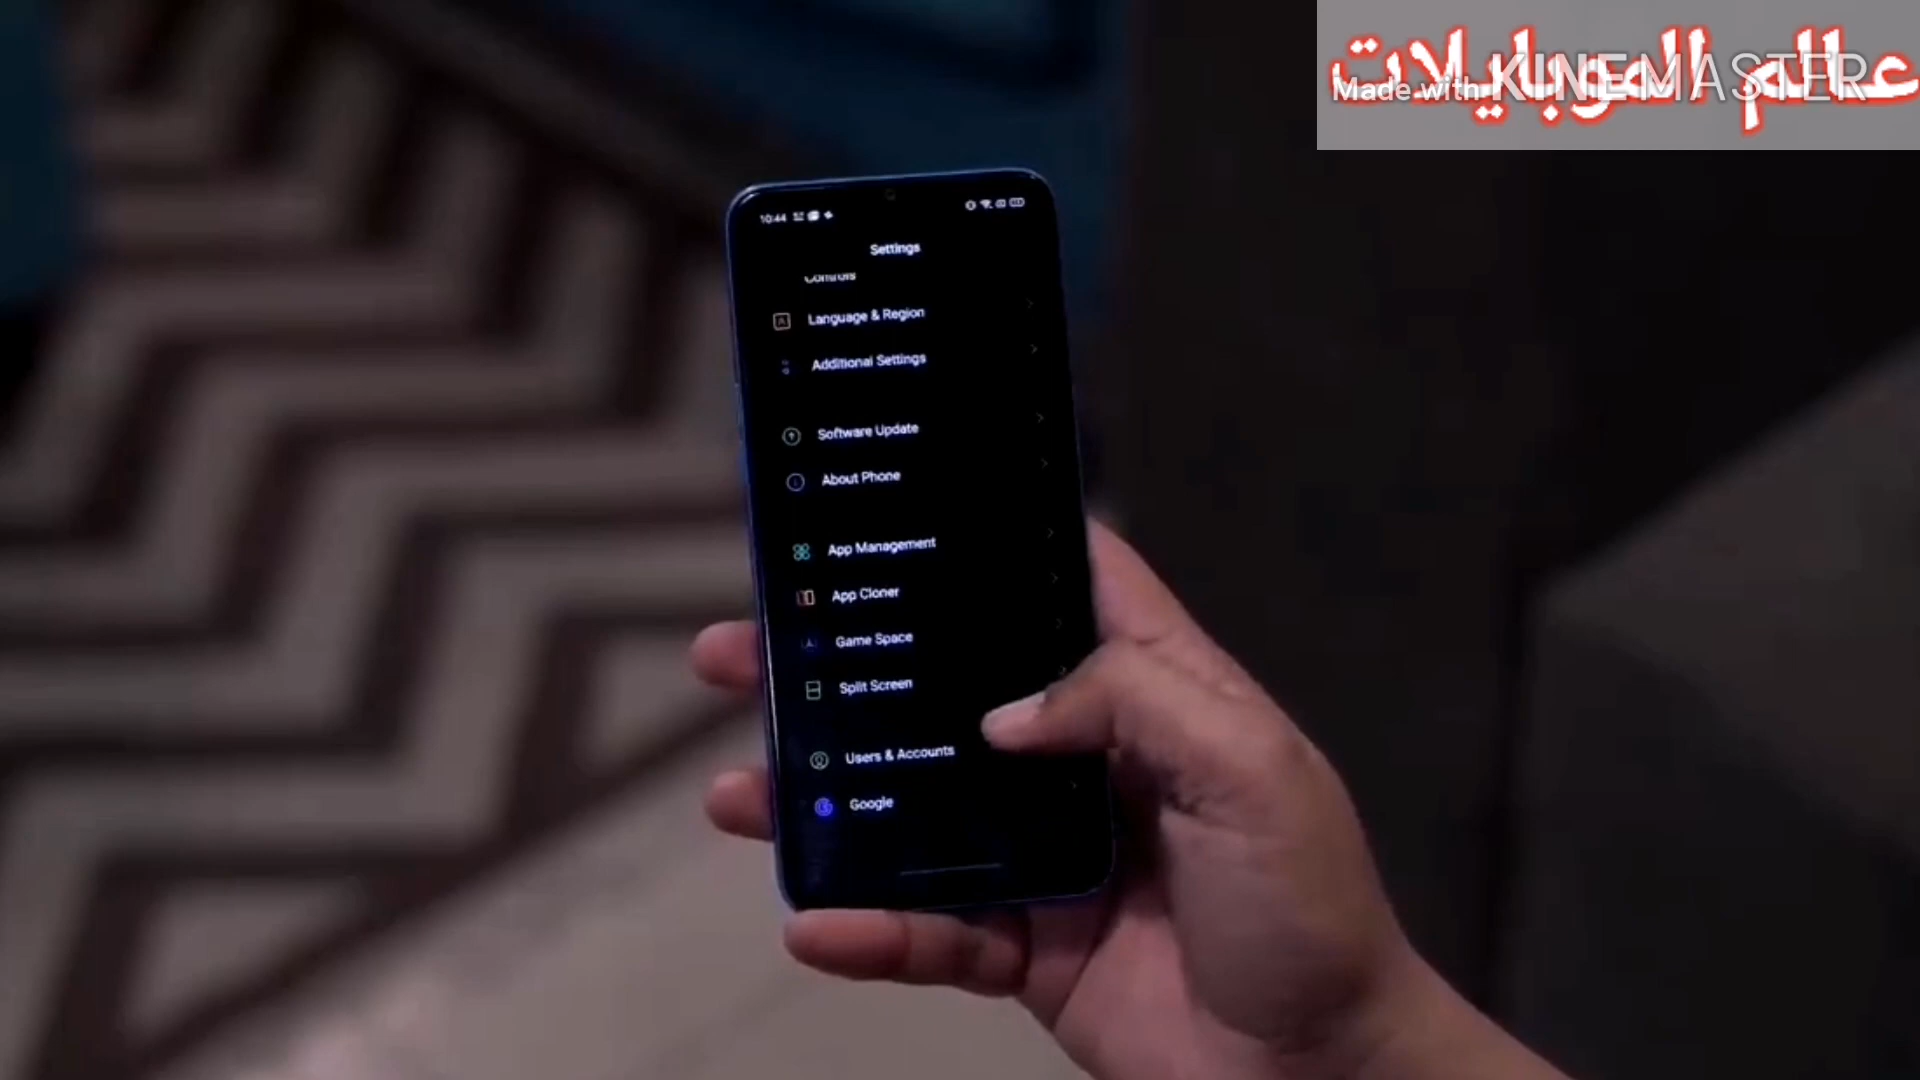 عالم الموبايلات
Made with KINEMASTER
10:44
Settings
Controls
Language & Region
Additional Settings
Software Update
About Phone
App Management
App Cloner
Game Space
Split Screen
Users & Accounts
Google